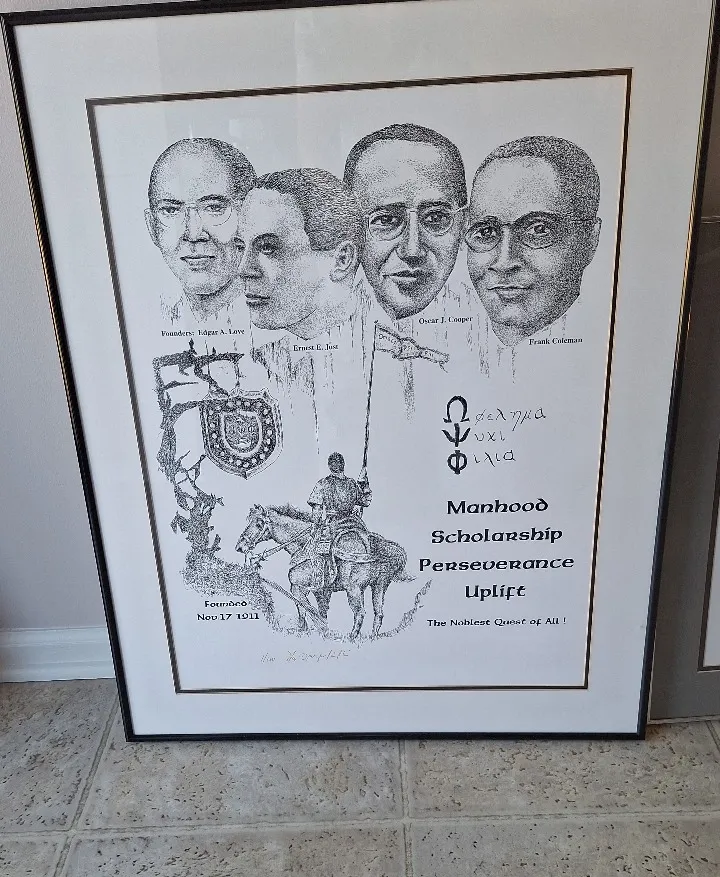 Founders: Edgar A. Love
Ernest E. Just
Oscar J. Cooper
Frank Coleman
Ωφελημα
Ψυχι
Φιλια
Manhood
Scholarship
Perseverance
Uplift
The Noblest Quest of All !
Founded
Nov 17 1911